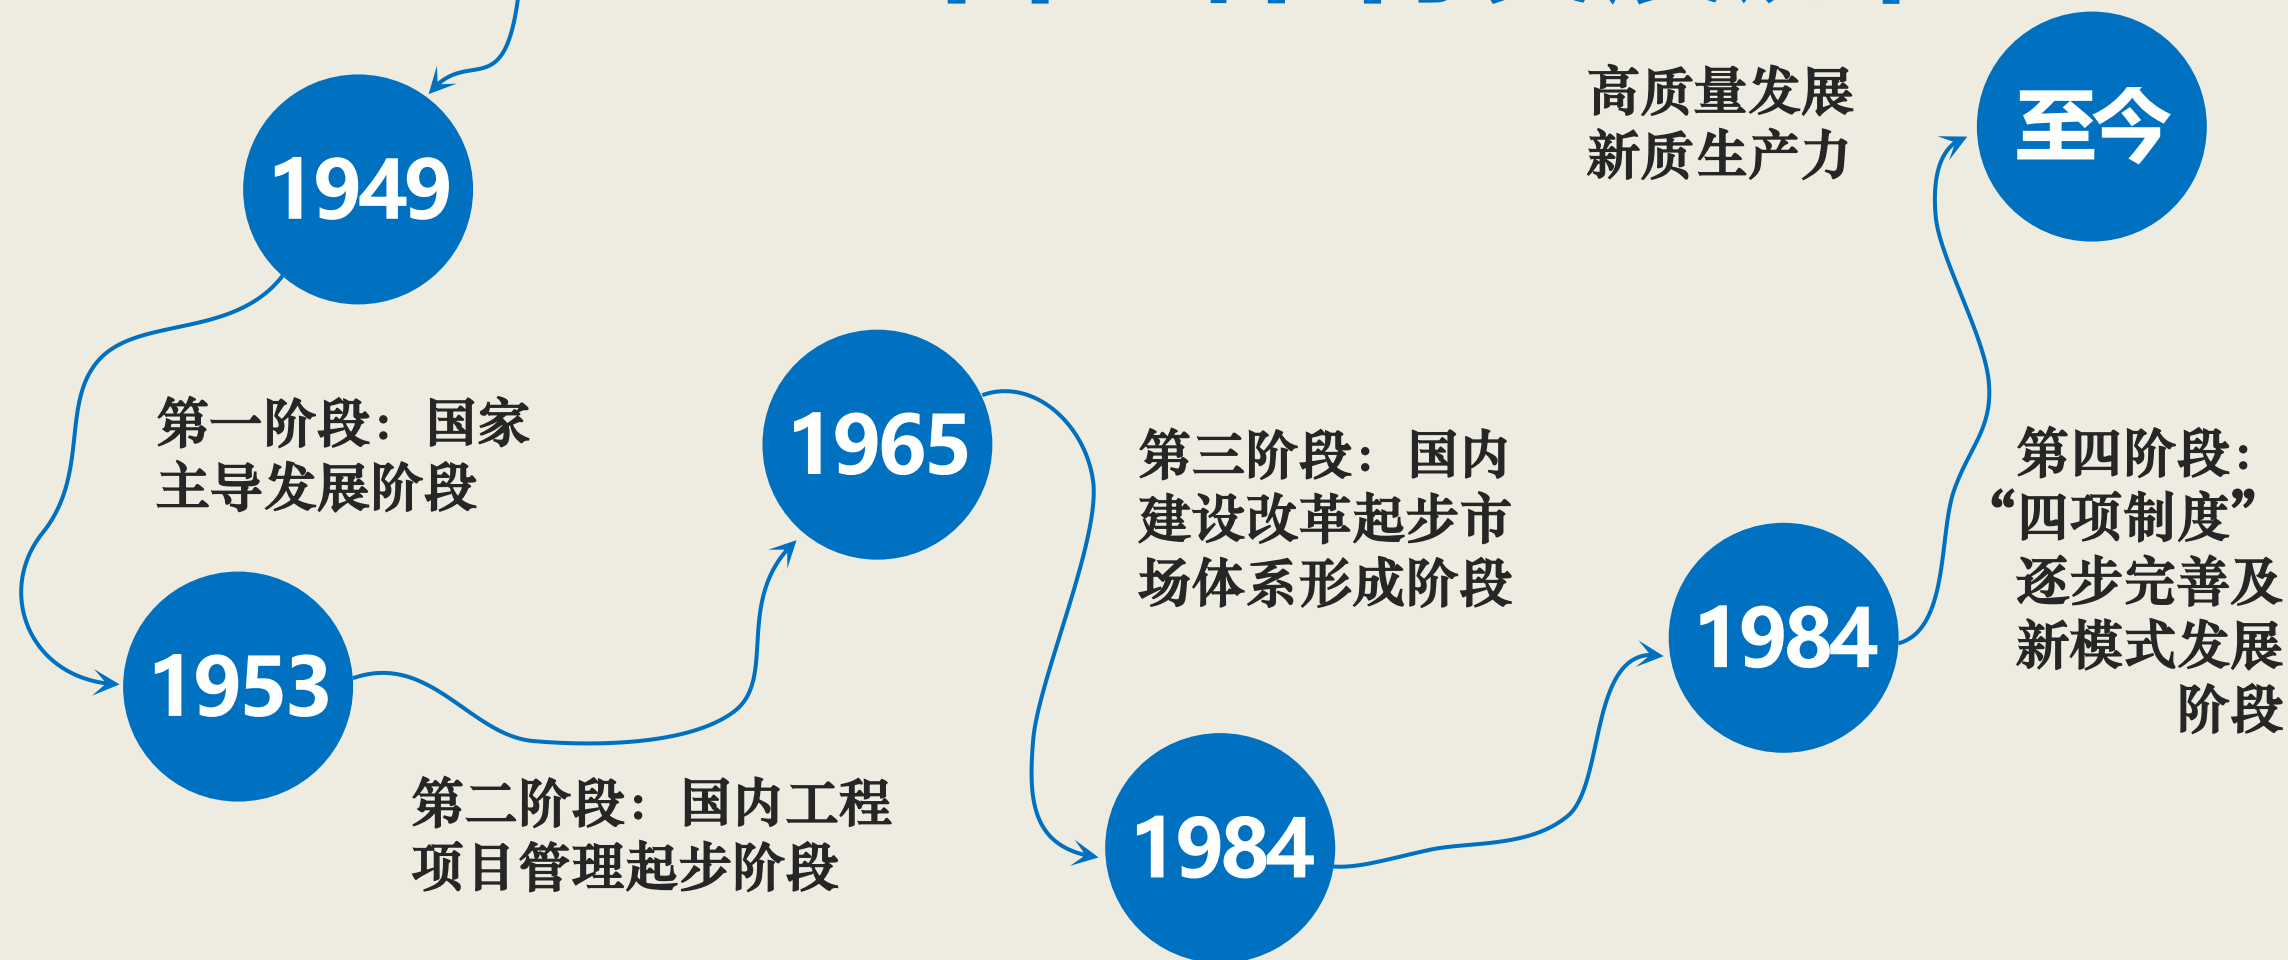 1949
第一阶段：国家
主导发展阶段
1953
第二阶段：国内工程
项目管理起步阶段
1965
第三阶段：国内
建设改革起步市
场体系形成阶段
1984
1984
第四阶段：
“四项制度”
逐步完善及
新模式发展
阶段
高质量发展
新质生产力
至今